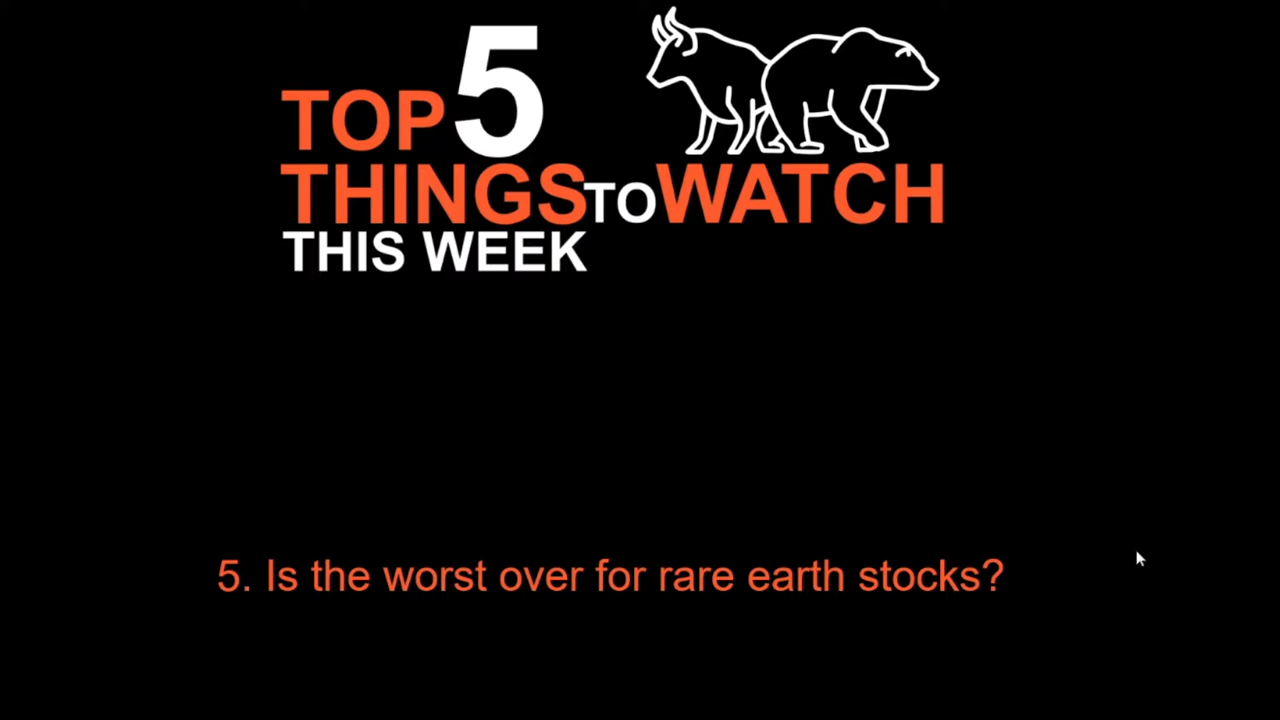 TOP 5
THINGS TO WATCH
THIS WEEK
5. Is the worst over for rare earth stocks?